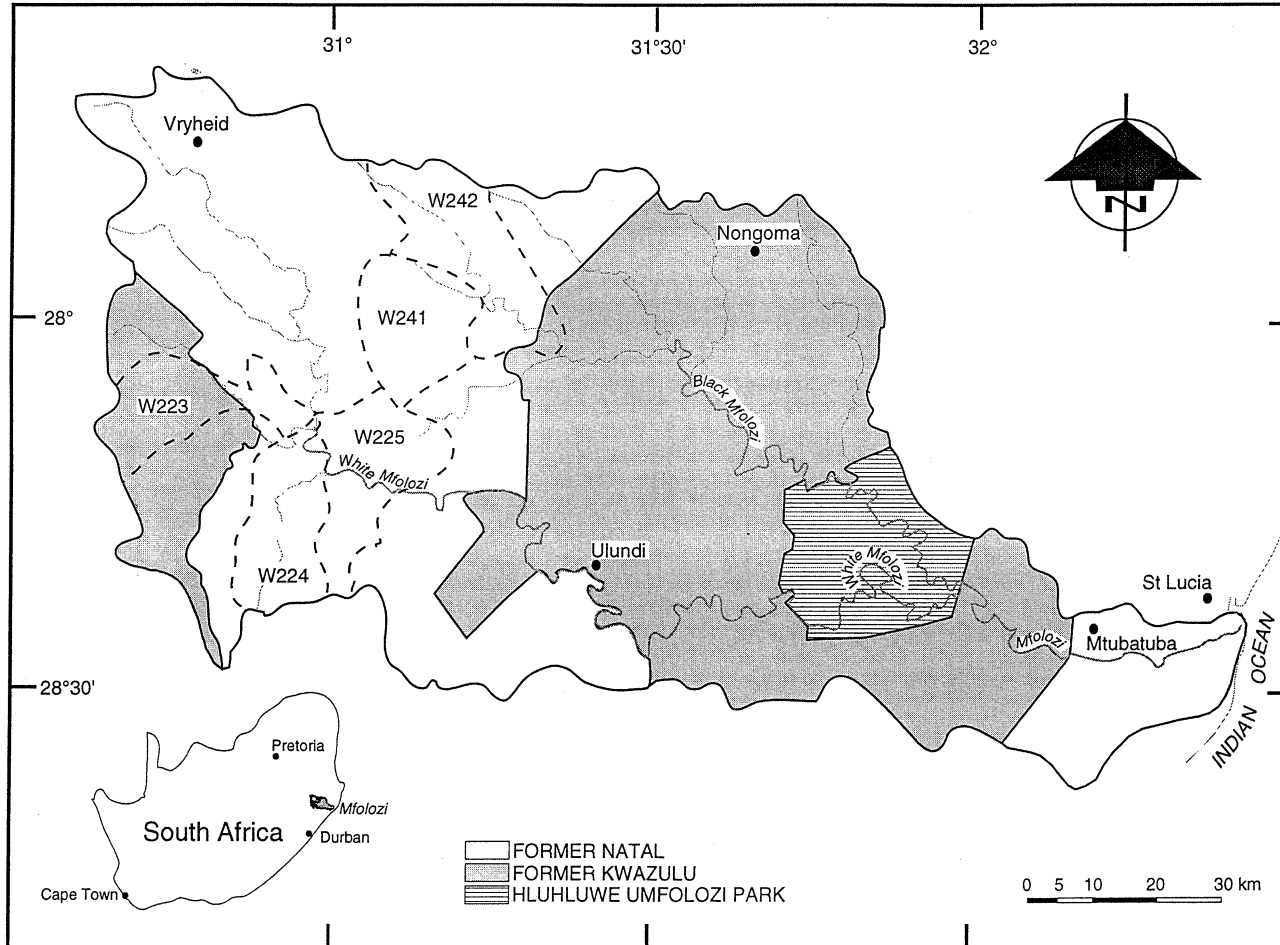 31°
31°30'
32°
Vryheid
W242
Nongoma
28°
W241
Black Mfolozi
W223
W225
White Mfolozi
Ulundi
White Mfolozi
W224
St Lucia
Mtubatuba
Mfolozi
28°30'
INDIAN OCEAN
N
Pretoria
Mfolozi
South Africa
Durban
Cape Town
FORMER NATAL
FORMER KWAZULU
HLUHLUWE UMFOLOZI PARK
0 5 10 20 30 km